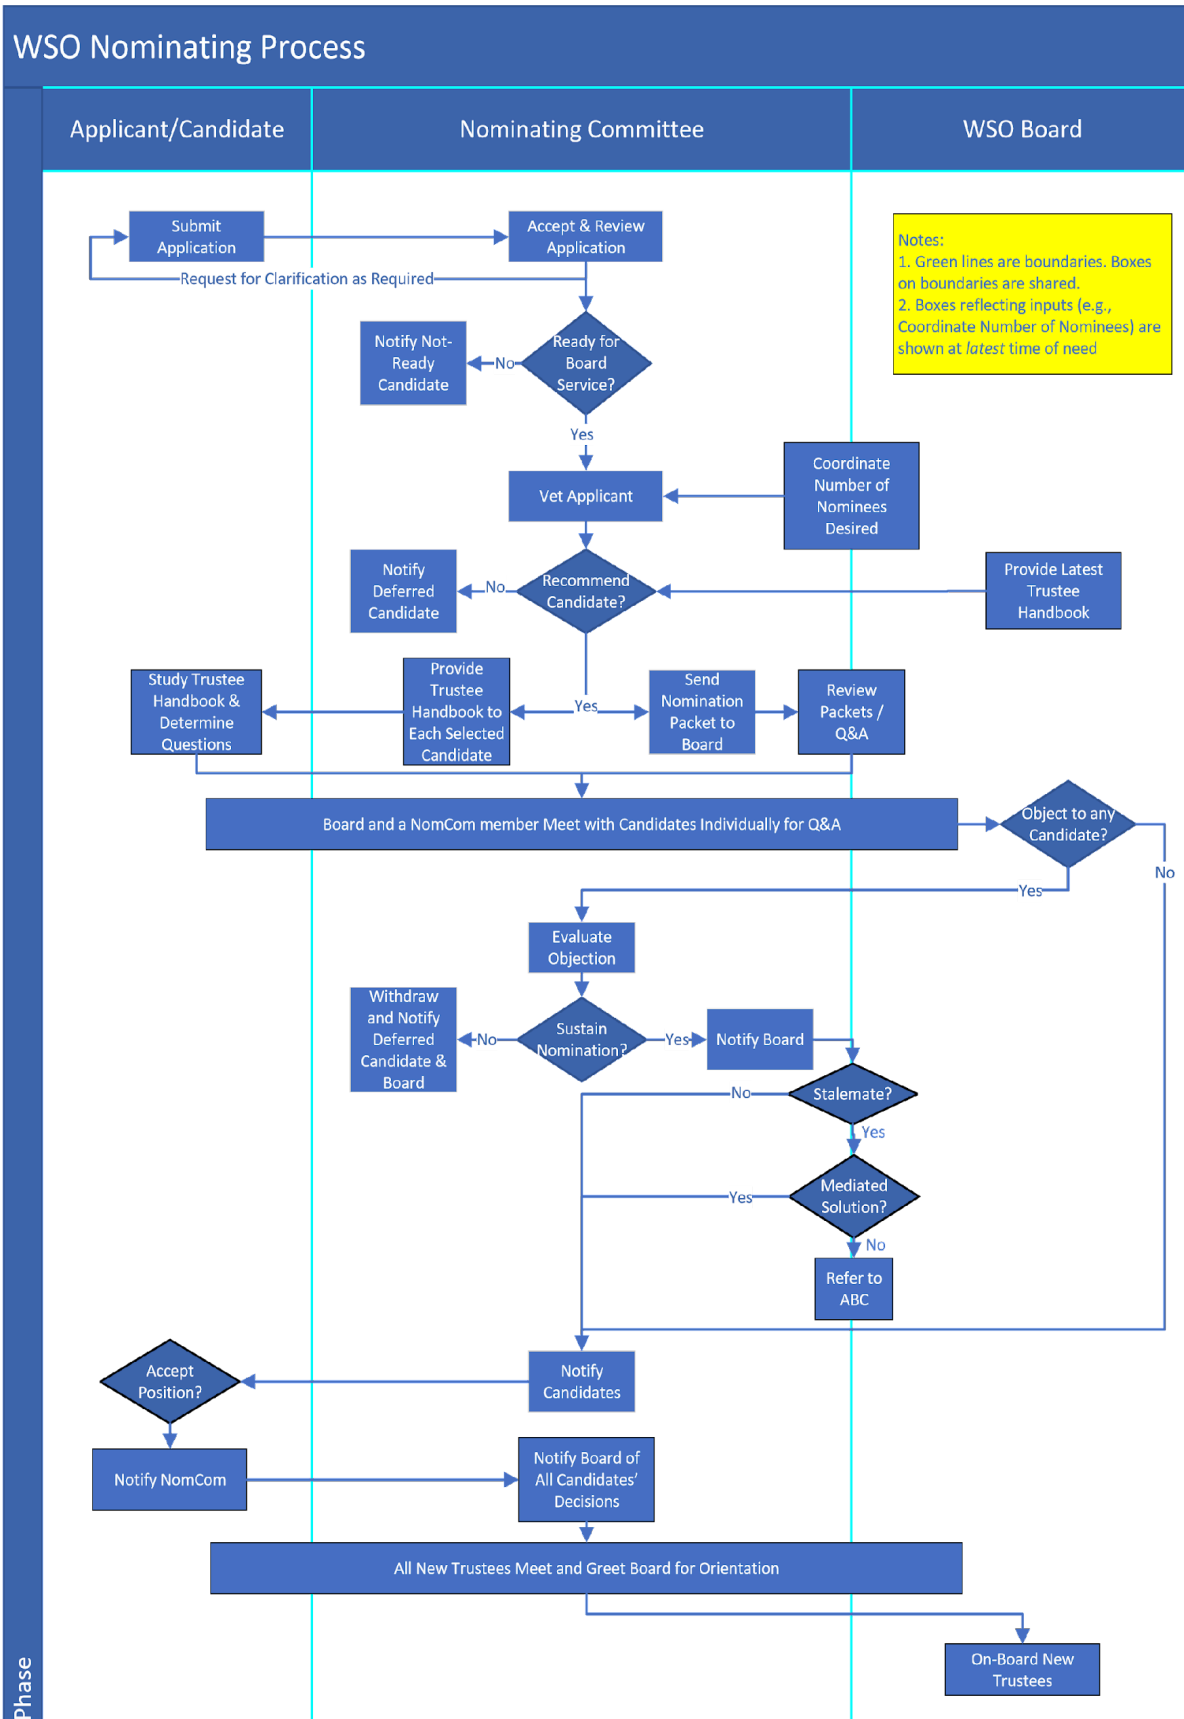 WSO Nominating Process
Applicant/Candidate
Nominating Committee
WSO Board
Submit
Application
Accept & Review
Application
Request for Clarification as Required
Notes:
1. Green lines are boundaries. Boxes
on boundaries are shared.
2. Boxes reflecting inputs (e.g.,
Coordinate Number of Nominees) are
shown at latest time of need
Notify Not-
Ready
Candidate
No
Ready for
Board
Service?
Yes
Vet Applicant
Coordinate
Number of
Nominees
Desired
Notify
Deferred
Candidate
No
Recommend
Candidate?
Provide Latest
Trustee
Handbook
Study Trustee
Handbook &
Determine
Questions
Provide
Trustee
Handbook to
Each Selected
Candidate
Yes
Send
Nomination
Packet to
Board
Review
Packets /
Q&A
Board and a NomCom member Meet with Candidates Individually for Q&A
Object to any
Candidate?
No
Yes
Evaluate
Objection
Withdraw
and Notify
Deferred
Candidate &
Board
No
Sustain
Nomination?
Yes
Notify Board
Stalemate?
No
Yes
Mediated
Solution?
Yes
No
Refer to
ABC
Accept
Position?
Notify
Candidates
Notify NomCom
Notify Board of
All Candidates'
Decisions
All New Trustees Meet and Greet Board for Orientation
On-Board New
Trustees
Phase